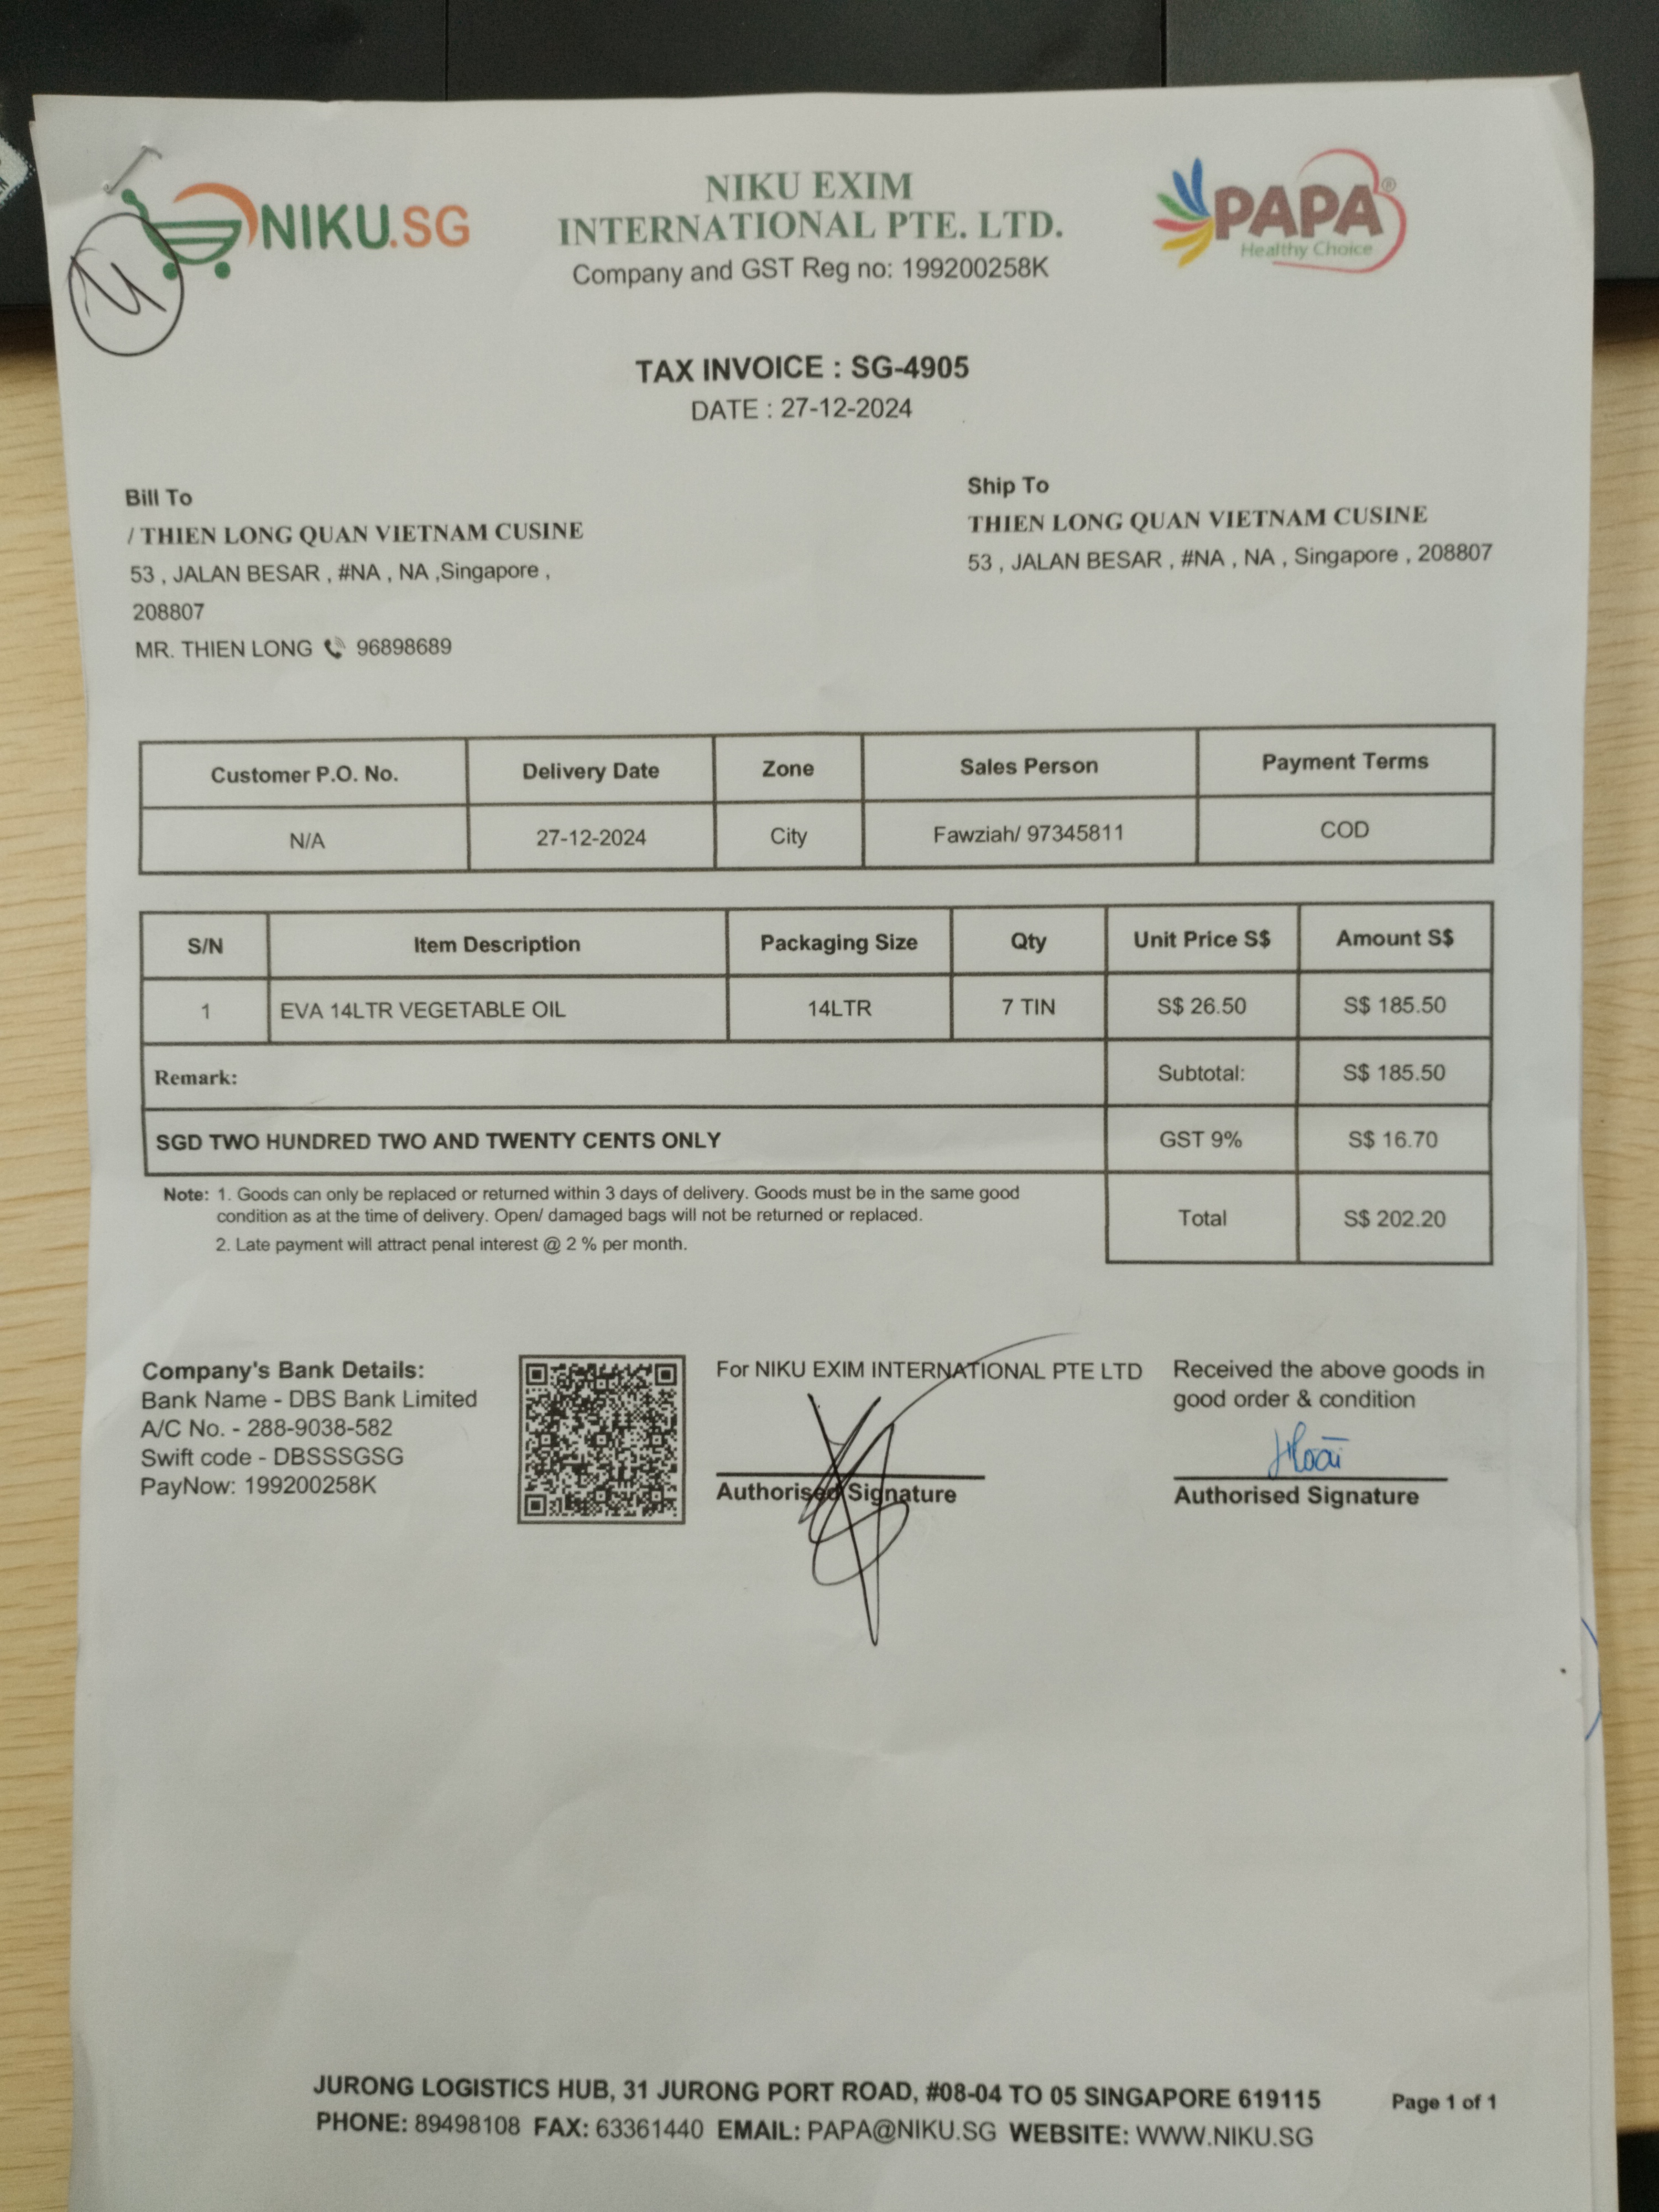 NIKU.SG
NIKU EXIM
INTERNATIONAL PTE. LTD.
Company and GST Reg no: 199200258K
PAPA®
Healthy Choice
TAX INVOICE : SG-4905
DATE : 27-12-2024
Bill To
/ THIEN LONG QUAN VIETNAM CUSINE
53 , JALAN BESAR , #NA , NA ,Singapore ,
208807
MR. THIEN LONG 96898689
Ship To
THIEN LONG QUAN VIETNAM CUSINE
53 , JALAN BESAR , #NA , NA , Singapore , 208807
Customer P.O. No. Delivery Date Zone Sales Person Payment Terms
N/A 27-12-2024 City Fawziah/ 97345811 COD
S/N Item Description Packaging Size Qty Unit Price S$ Amount S$
1 EVA 14LTR VEGETABLE OIL 14LTR 7 TIN S$ 26.50 S$ 185.50
Remark: Subtotal: S$ 185.50
SGD TWO HUNDRED TWO AND TWENTY CENTS ONLY GST 9% S$ 16.70
Total S$ 202.20
Note: 1. Goods can only be replaced or returned within 3 days of delivery. Goods must be in the same good
condition as at the time of delivery. Open/ damaged bags will not be returned or replaced.
2. Late payment will attract penal interest @ 2 % per month.
Company's Bank Details:
Bank Name - DBS Bank Limited
A/C No. - 288-9038-582
Swift code - DBSSSGSG
PayNow: 199200258K
For NIKU EXIM INTERNATIONAL PTE LTD
Authorised Signature
Received the above goods in
good order & condition
Hoài
Authorised Signature
JURONG LOGISTICS HUB, 31 JURONG PORT ROAD, #08-04 TO 05 SINGAPORE 619115
Page 1 of 1
PHONE: 89498108 FAX: 63361440 EMAIL: PAPA@NIKU.SG WEBSITE: WWW.NIKU.SG